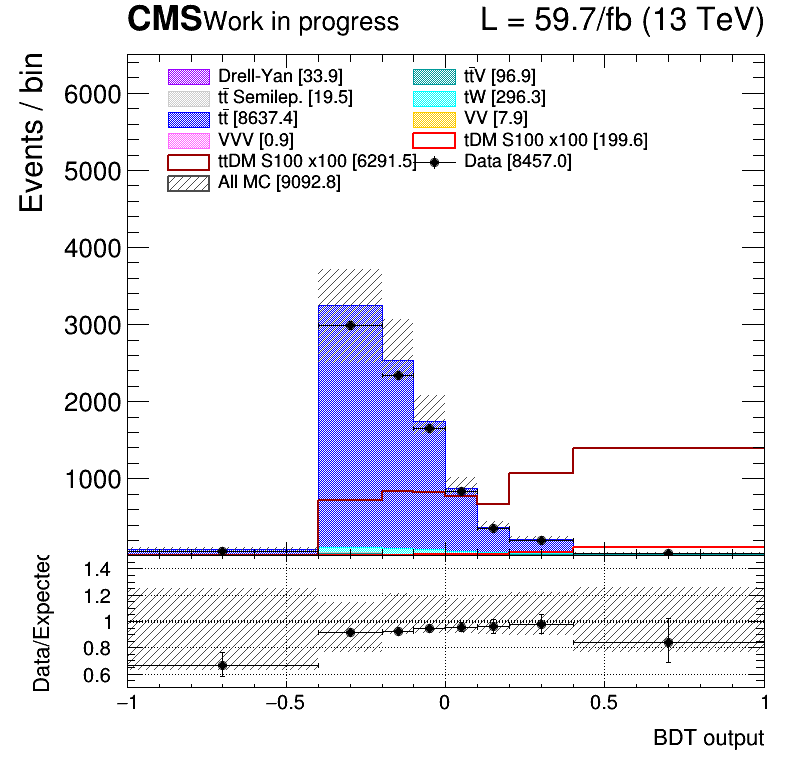 CMS Work in progress L = 59.7/fb (13 TeV)
Events / bin
6000
5000
4000
3000
2000
1000
Drell-Yan [33.9] tt̄V [96.9]
tt̄ Semilep. [19.5] tW [296.3]
tt̄ [8637.4] VV [7.9]
VVV [0.9] tDM S100 x100 [199.6]
ttDM S100 x100 [6291.5] Data [8457.0]
All MC [9092.8]
Data/Expected
1.4
1.2
1
0.8
0.6
−1 −0.5 0 0.5 1
BDT output